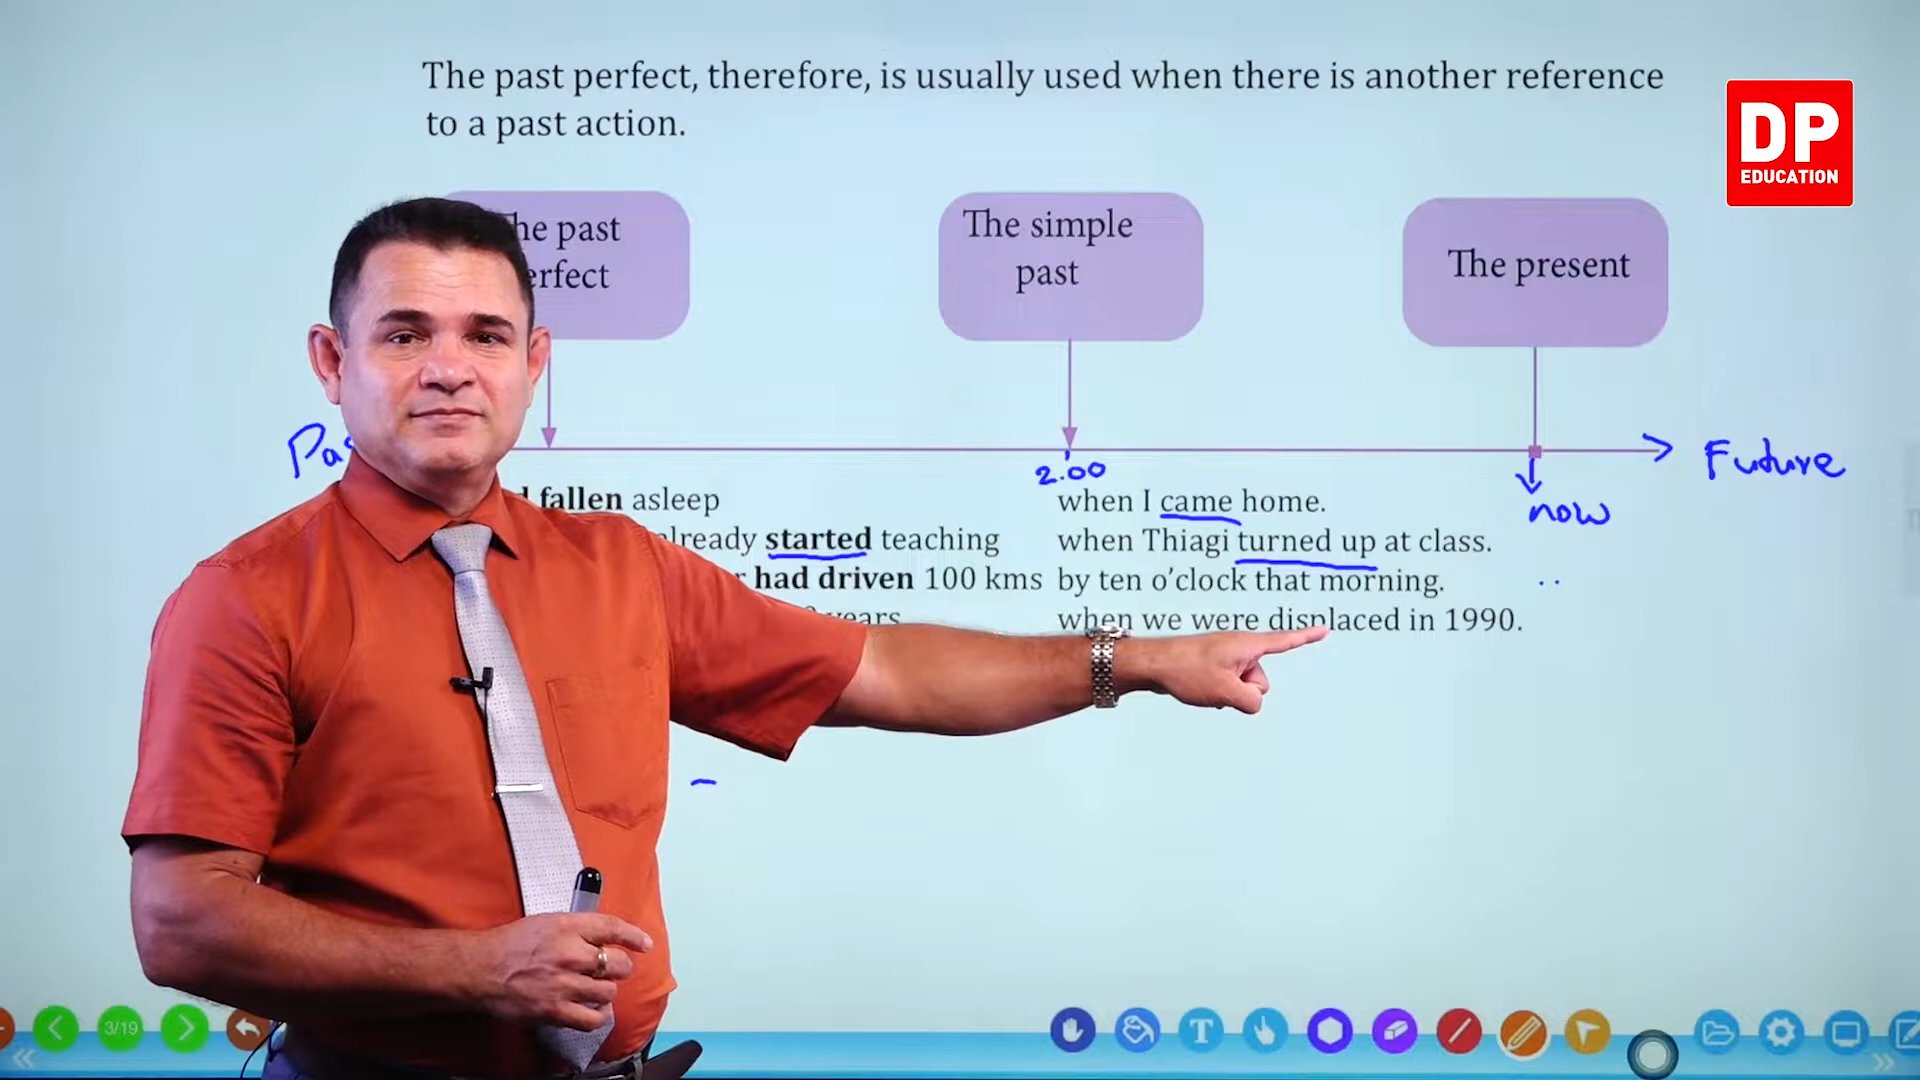 The past perfect, therefore, is usually used when there is another reference
to a past action.
DP
EDUCATION
he past
erfect
The simple
past
The present
Pas
2.00
Future
now
fallen asleep
when I came home.
already started teaching
when Thiagi turned up at class.
had driven 100 kms
by ten o'clock that morning.
years
when we were displaced in 1990.
3/19
T